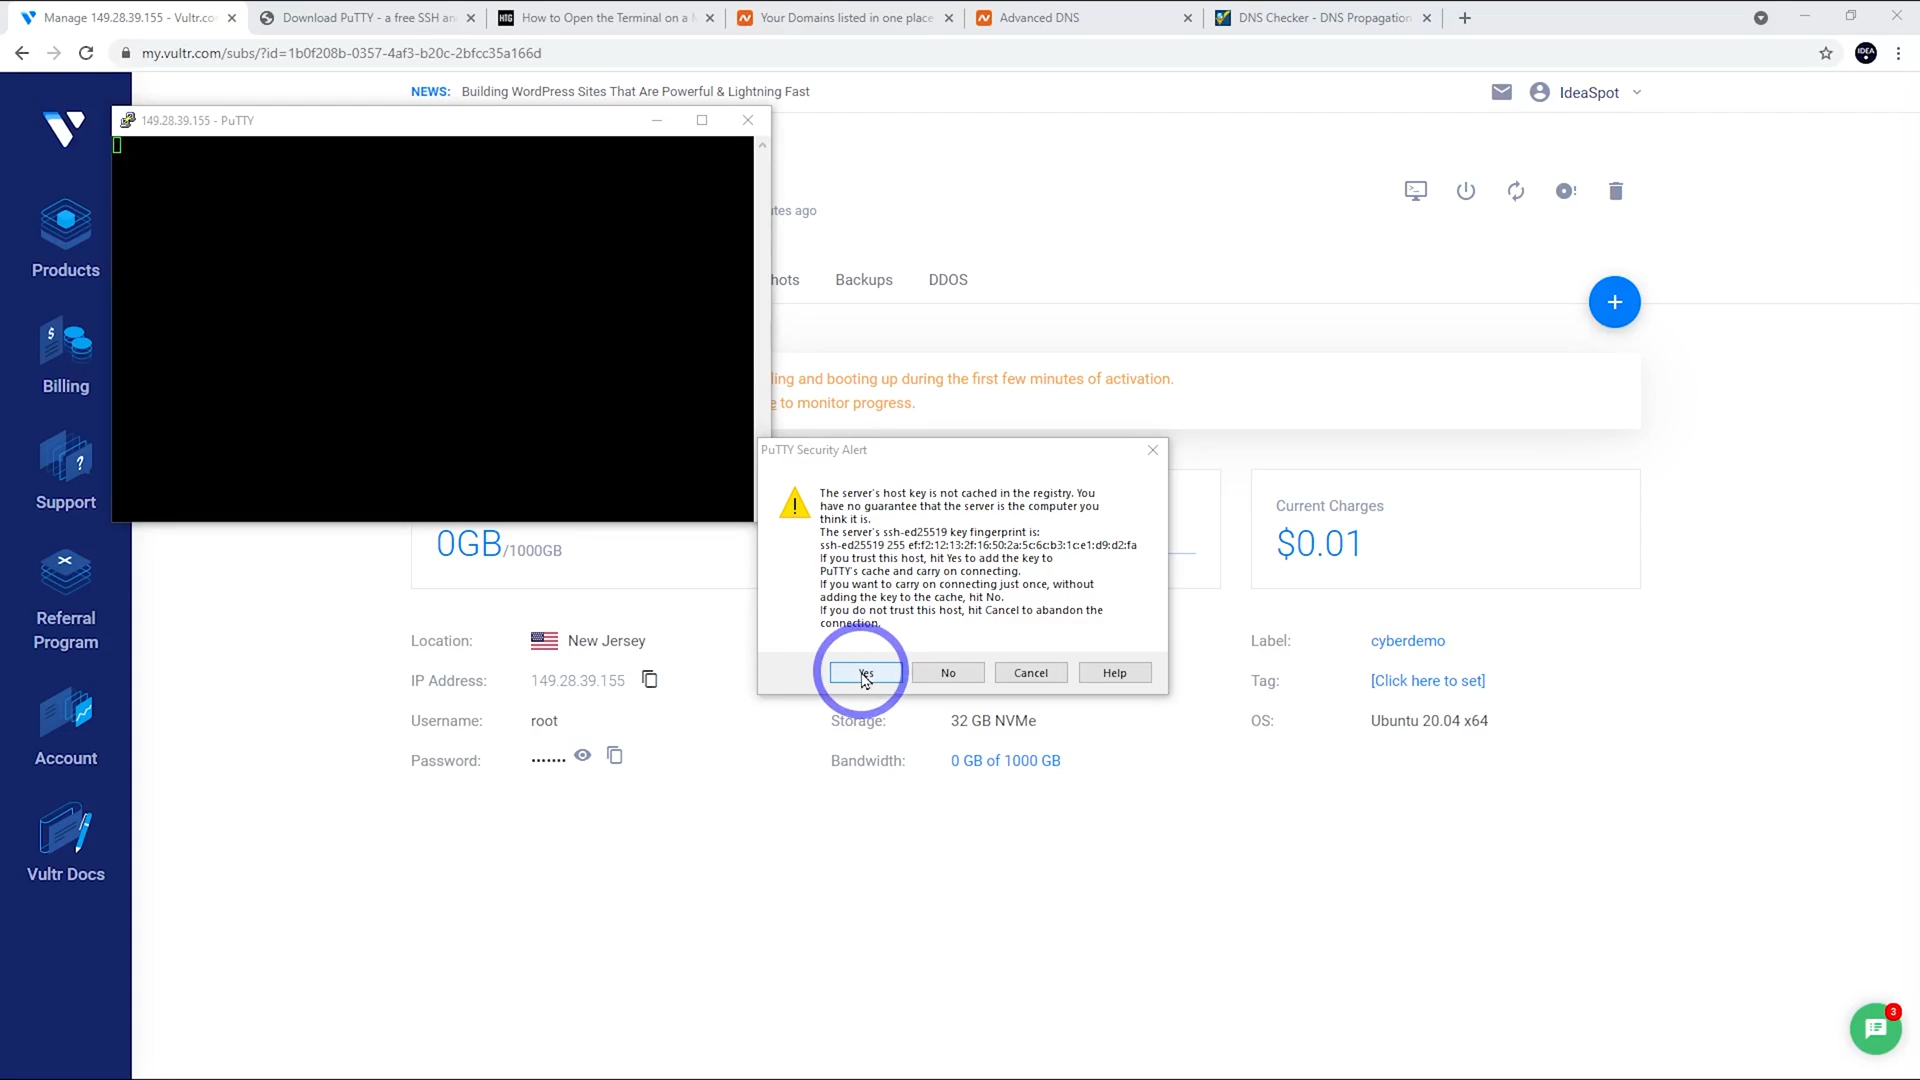 Manage 149.28.39.155 - Vultr.co
Download PuTTY - a free SSH an
HTG
How to Open the Terminal on a M
Your Domains listed in one place
Advanced DNS
DNS Checker - DNS Propagation
my.vultr.com/subs/?id=1b0f208b-0357-4af3-b20c-2bfcc35a166d
IDEA
NEWS: Building WordPress Sites That Are Powerful & Lightning Fast
IdeaSpot
149.28.39.155 - PuTTY
utes ago
Products
hots
Backups
DDOS
Billing
ling and booting up during the first few minutes of activation.
e to monitor progress.
Support
PuTTY Security Alert
The server's host key is not cached in the registry. You
have no guarantee that the server is the computer you
think it is.
The server's ssh-ed25519 key fingerprint is:
ssh-ed25519 255 ef:f2:12:13:2f:16:50:2a:5c:6c:b3:1c:e1:d9:d2:fa
If you trust this host, hit Yes to add the key to
PuTTY's cache and carry on connecting.
If you want to carry on connecting just once, without
adding the key to the cache, hit No.
If you do not trust this host, hit Cancel to abandon the
connection.
Yes
No
Cancel
Help
0GB/1000GB
Current Charges
$0.01
Referral
Program
Location: New Jersey
IP Address: 149.28.39.155
Username: root
Password: •••••••
Storage: 32 GB NVMe
Bandwidth: 0 GB of 1000 GB
Label: cyberdemo
Tag: [Click here to set]
OS: Ubuntu 20.04 x64
Account
Vultr Docs
3